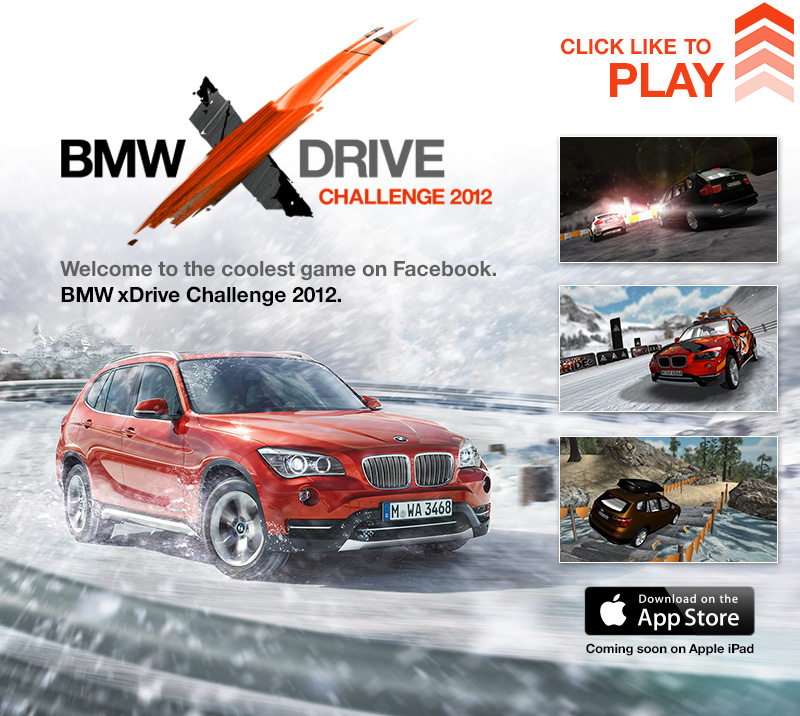 CLICK LIKE TO
PLAY
BMW X DRIVE
CHALLENGE 2012
Welcome to the coolest game on Facebook.
BMW xDrive Challenge 2012.
M WA 3468
Download on the
App Store
Coming soon on Apple iPad